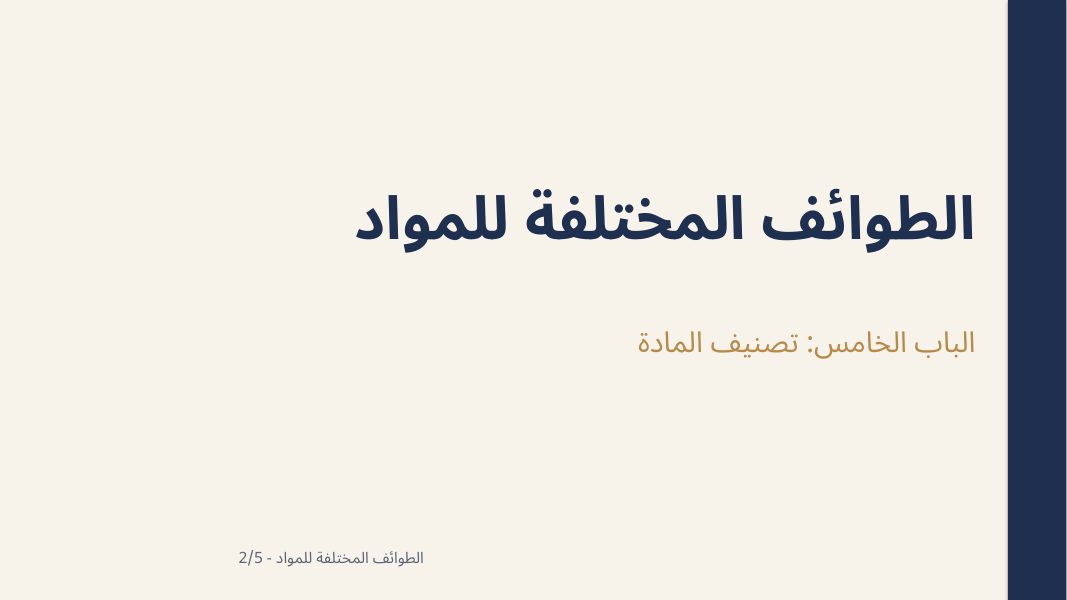 الطوائف المختلفة للمواد
الباب الخامس: تصنيف المادة
الطوائف المختلفة للمواد - 2/5